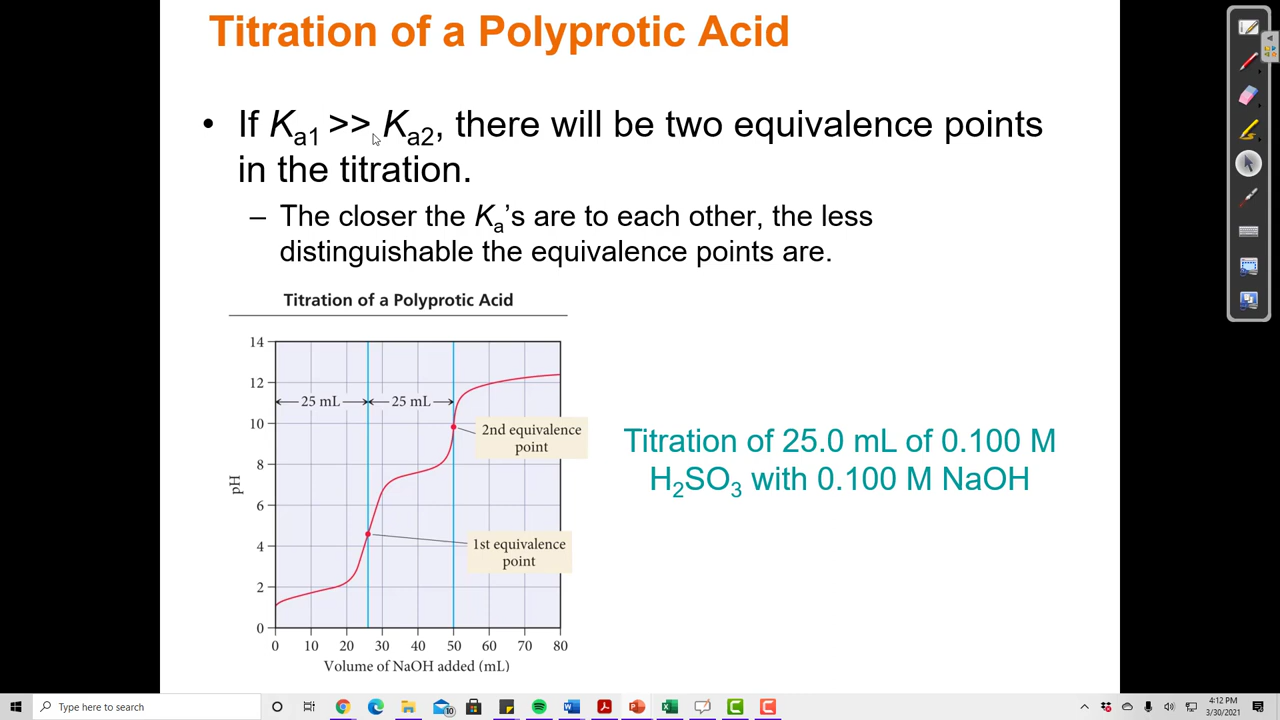 Titration of a Polyprotic Acid
• If Ka1 >> Ka2, there will be two equivalence points
in the titration.
– The closer the Ka's are to each other, the less
distinguishable the equivalence points are.
Titration of a Polyprotic Acid
14
12
10
8
6
4
2
0
pH
25 mL
25 mL
2nd equivalence
point
1st equivalence
point
0 10 20 30 40 50 60 70 80
Volume of NaOH added (mL)
Titration of 25.0 mL of 0.100 M
H2SO3 with 0.100 M NaOH
Type here to search
10
4:12 PM
3/30/2021